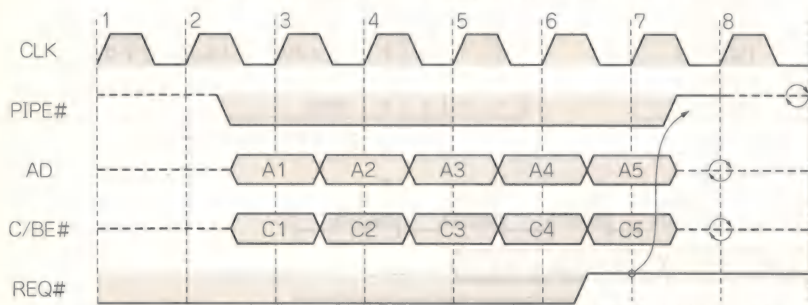 1 2 3 4 5 6 7 8
CLK
PIPE#
AD A1 A2 A3 A4 A5
C/BE# C1 C2 C3 C4 C5
REQ#